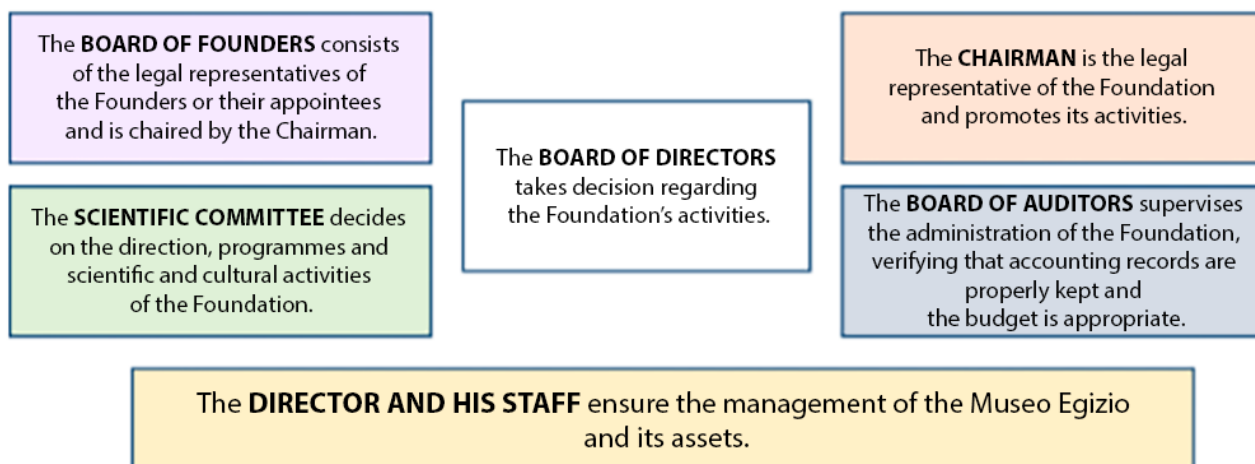 The BOARD OF FOUNDERS consists
of the legal representatives of
the Founders or their appointees
and is chaired by the Chairman.
The SCIENTIFIC COMMITTEE decides
on the direction, programmes and
scientific and cultural activities
of the Foundation.
The BOARD OF DIRECTORS
takes decision regarding
the Foundation's activities.
The CHAIRMAN is the legal
representative of the Foundation
and promotes its activities.
The BOARD OF AUDITORS supervises
the administration of the Foundation,
verifying that accounting records are
properly kept and
the budget is appropriate.
The DIRECTOR AND HIS STAFF ensure the management of the Museo Egizio
and its assets.